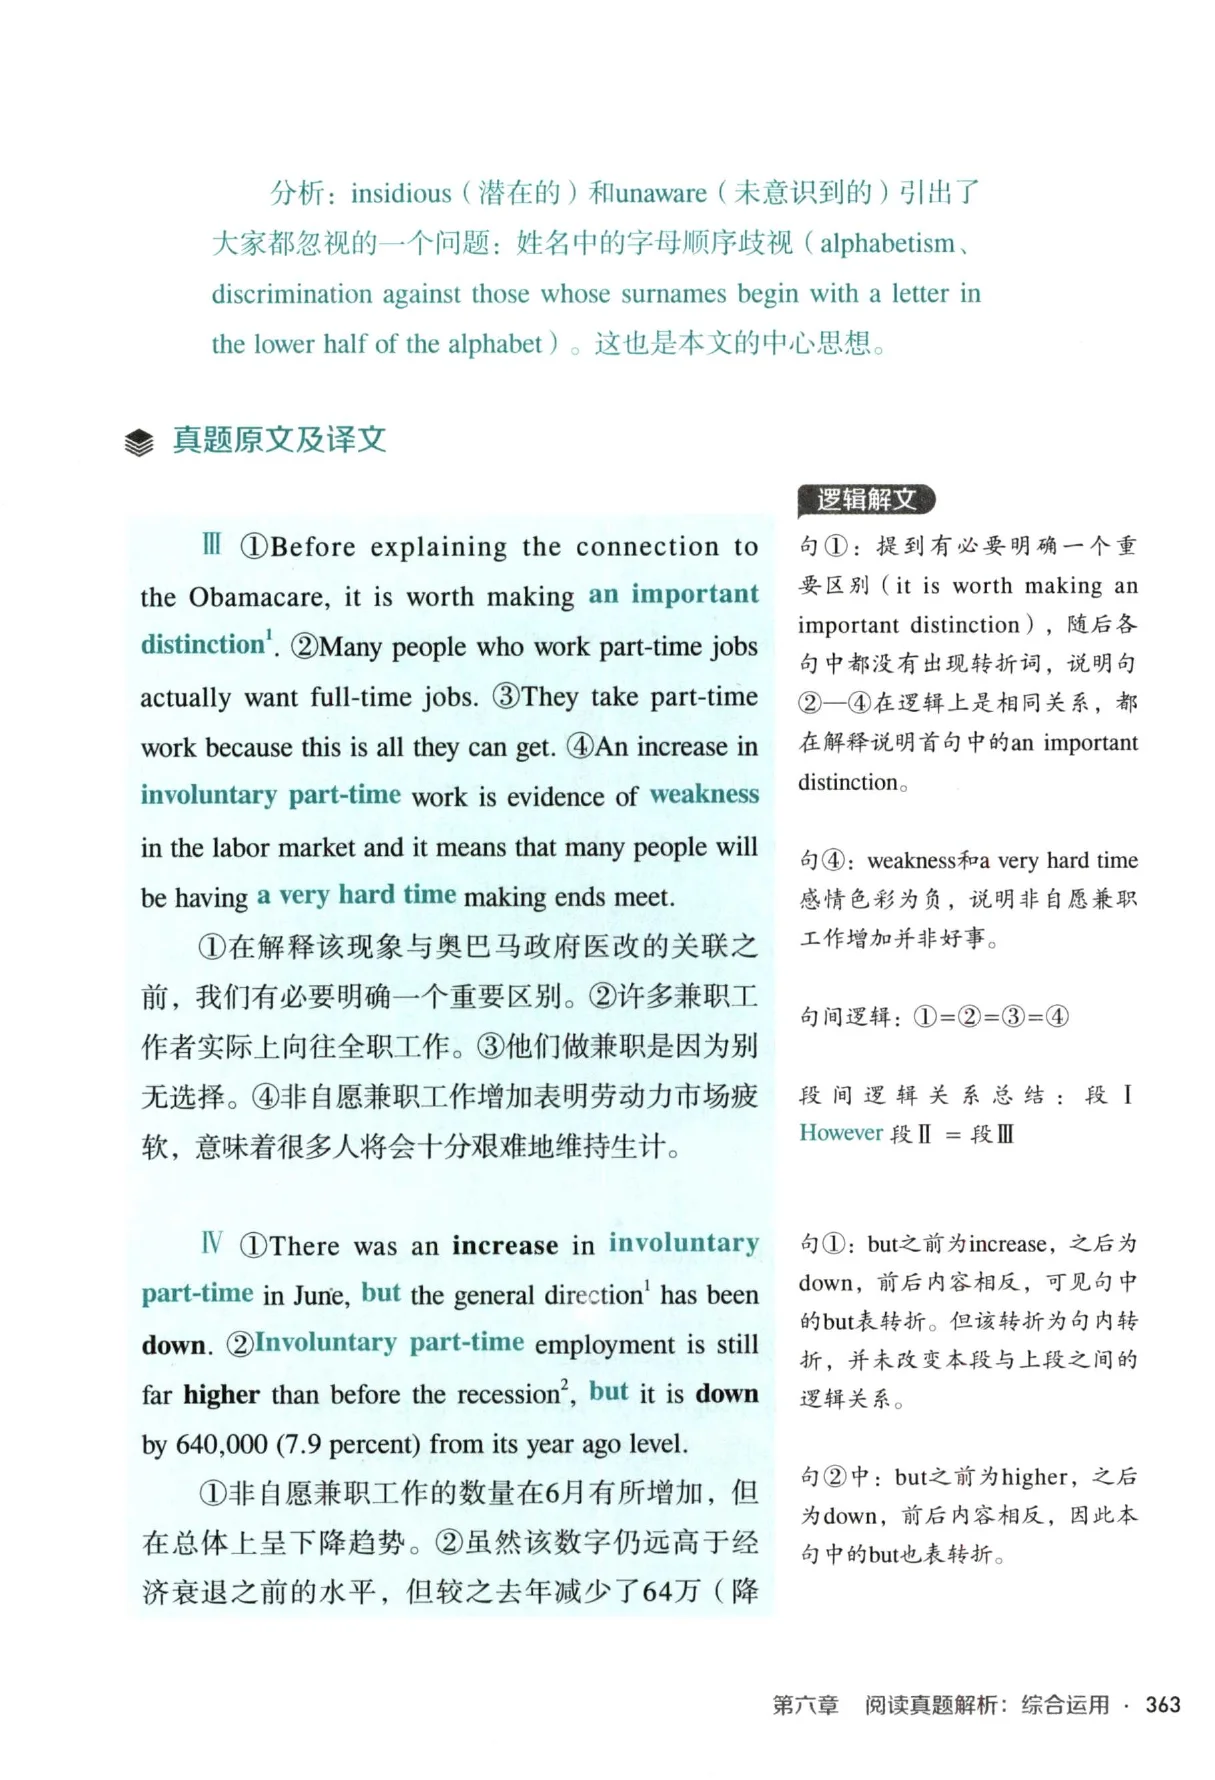 分析：insidious（潜在的）和unaware（未意识到的）引出了
大家都忽视的一个问题：姓名中的字母顺序歧视（alphabetism、
discrimination against those whose surnames begin with a letter in
the lower half of the alphabet）。这也是本文的中心思想。
真题原文及译文
Ⅲ ①Before explaining the connection to
the Obamacare, it is worth making an important
distinction¹. ②Many people who work part-time jobs
actually want full-time jobs. ③They take part-time
work because this is all they can get. ④An increase in
involuntary part-time work is evidence of weakness
in the labor market and it means that many people will
be having a very hard time making ends meet.
①在解释该现象与奥巴马政府医改的关联之
前，我们有必要明确一个重要区别。②许多兼职工
作者实际上向往全职工作。③他们做兼职是因为别
无选择。④非自愿兼职工作增加表明劳动力市场疲
软，意味着很多人将会十分艰难地维持生计。
Ⅳ ①There was an increase in involuntary
part-time in June, but the general direction¹ has been
down. ②Involuntary part-time employment is still
far higher than before the recession², but it is down
by 640,000 (7.9 percent) from its year ago level.
①非自愿兼职工作的数量在6月有所增加，但
在总体上呈下降趋势。②虽然该数字仍远高于经
济衰退之前的水平，但较之去年减少了64万（降
逻辑解文
句①：提到有必要明确一个重
要区别（it is worth making an
important distinction），随后各
句中都没有出现转折词，说明句
②—④在逻辑上是相同关系，都
在解释说明首句中的an important
distinction。
句④：weakness和a very hard time
感情色彩为负，说明非自愿兼职
工作增加并非好事。
句间逻辑：①=②=③=④
段间逻辑关系总结：段Ⅰ
However 段Ⅱ = 段Ⅲ
句①：but之前为increase，之后为
down，前后内容相反，可见句中
的but表转折。但该转折为句内转
折，并未改变本段与上段之间的
逻辑关系。
句②中：but之前为higher，之后
为down，前后内容相反，因此本
句中的but也表转折。
第六章 阅读真题解析：综合运用 · 363